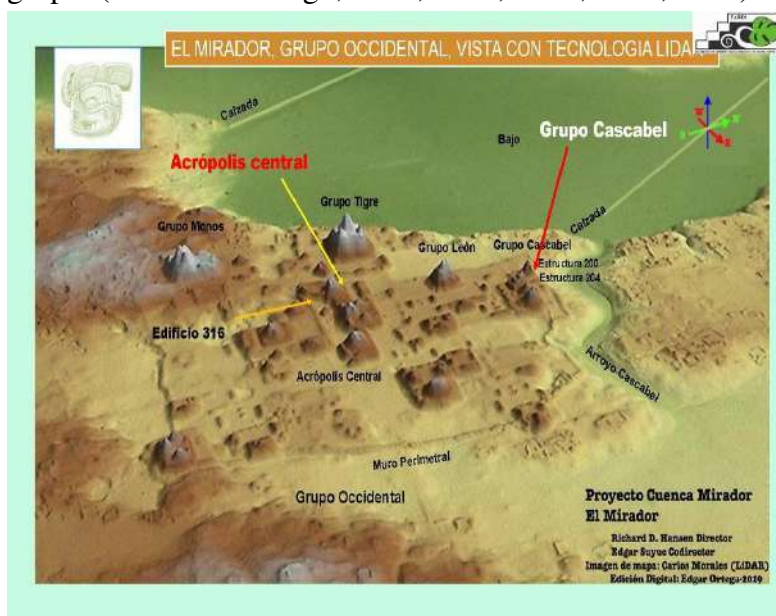 EL MIRADOR, GRUPO OCCIDENTAL, VISTA CON TECNOLOGIA LIDAR
Calzada
Bajo
Grupo Cascabel
Acrópolis central
Grupo Tigre
Calzada
Grupo Monos
Grupo León
Grupo Cascabel
Estructura 200
Estructura 204
Edificio 316
Acrópolis Central
Arroyo Cascabel
Muro Perimetral
Grupo Occidental
Proyecto Cuenca Mirador
El Mirador
Richard D. Hansen Director
Edgar Suyuc Codirector
Imagen de mapa: Carlos Morales (LiDAR)
Edición Digital: Edgar Ortega-2019